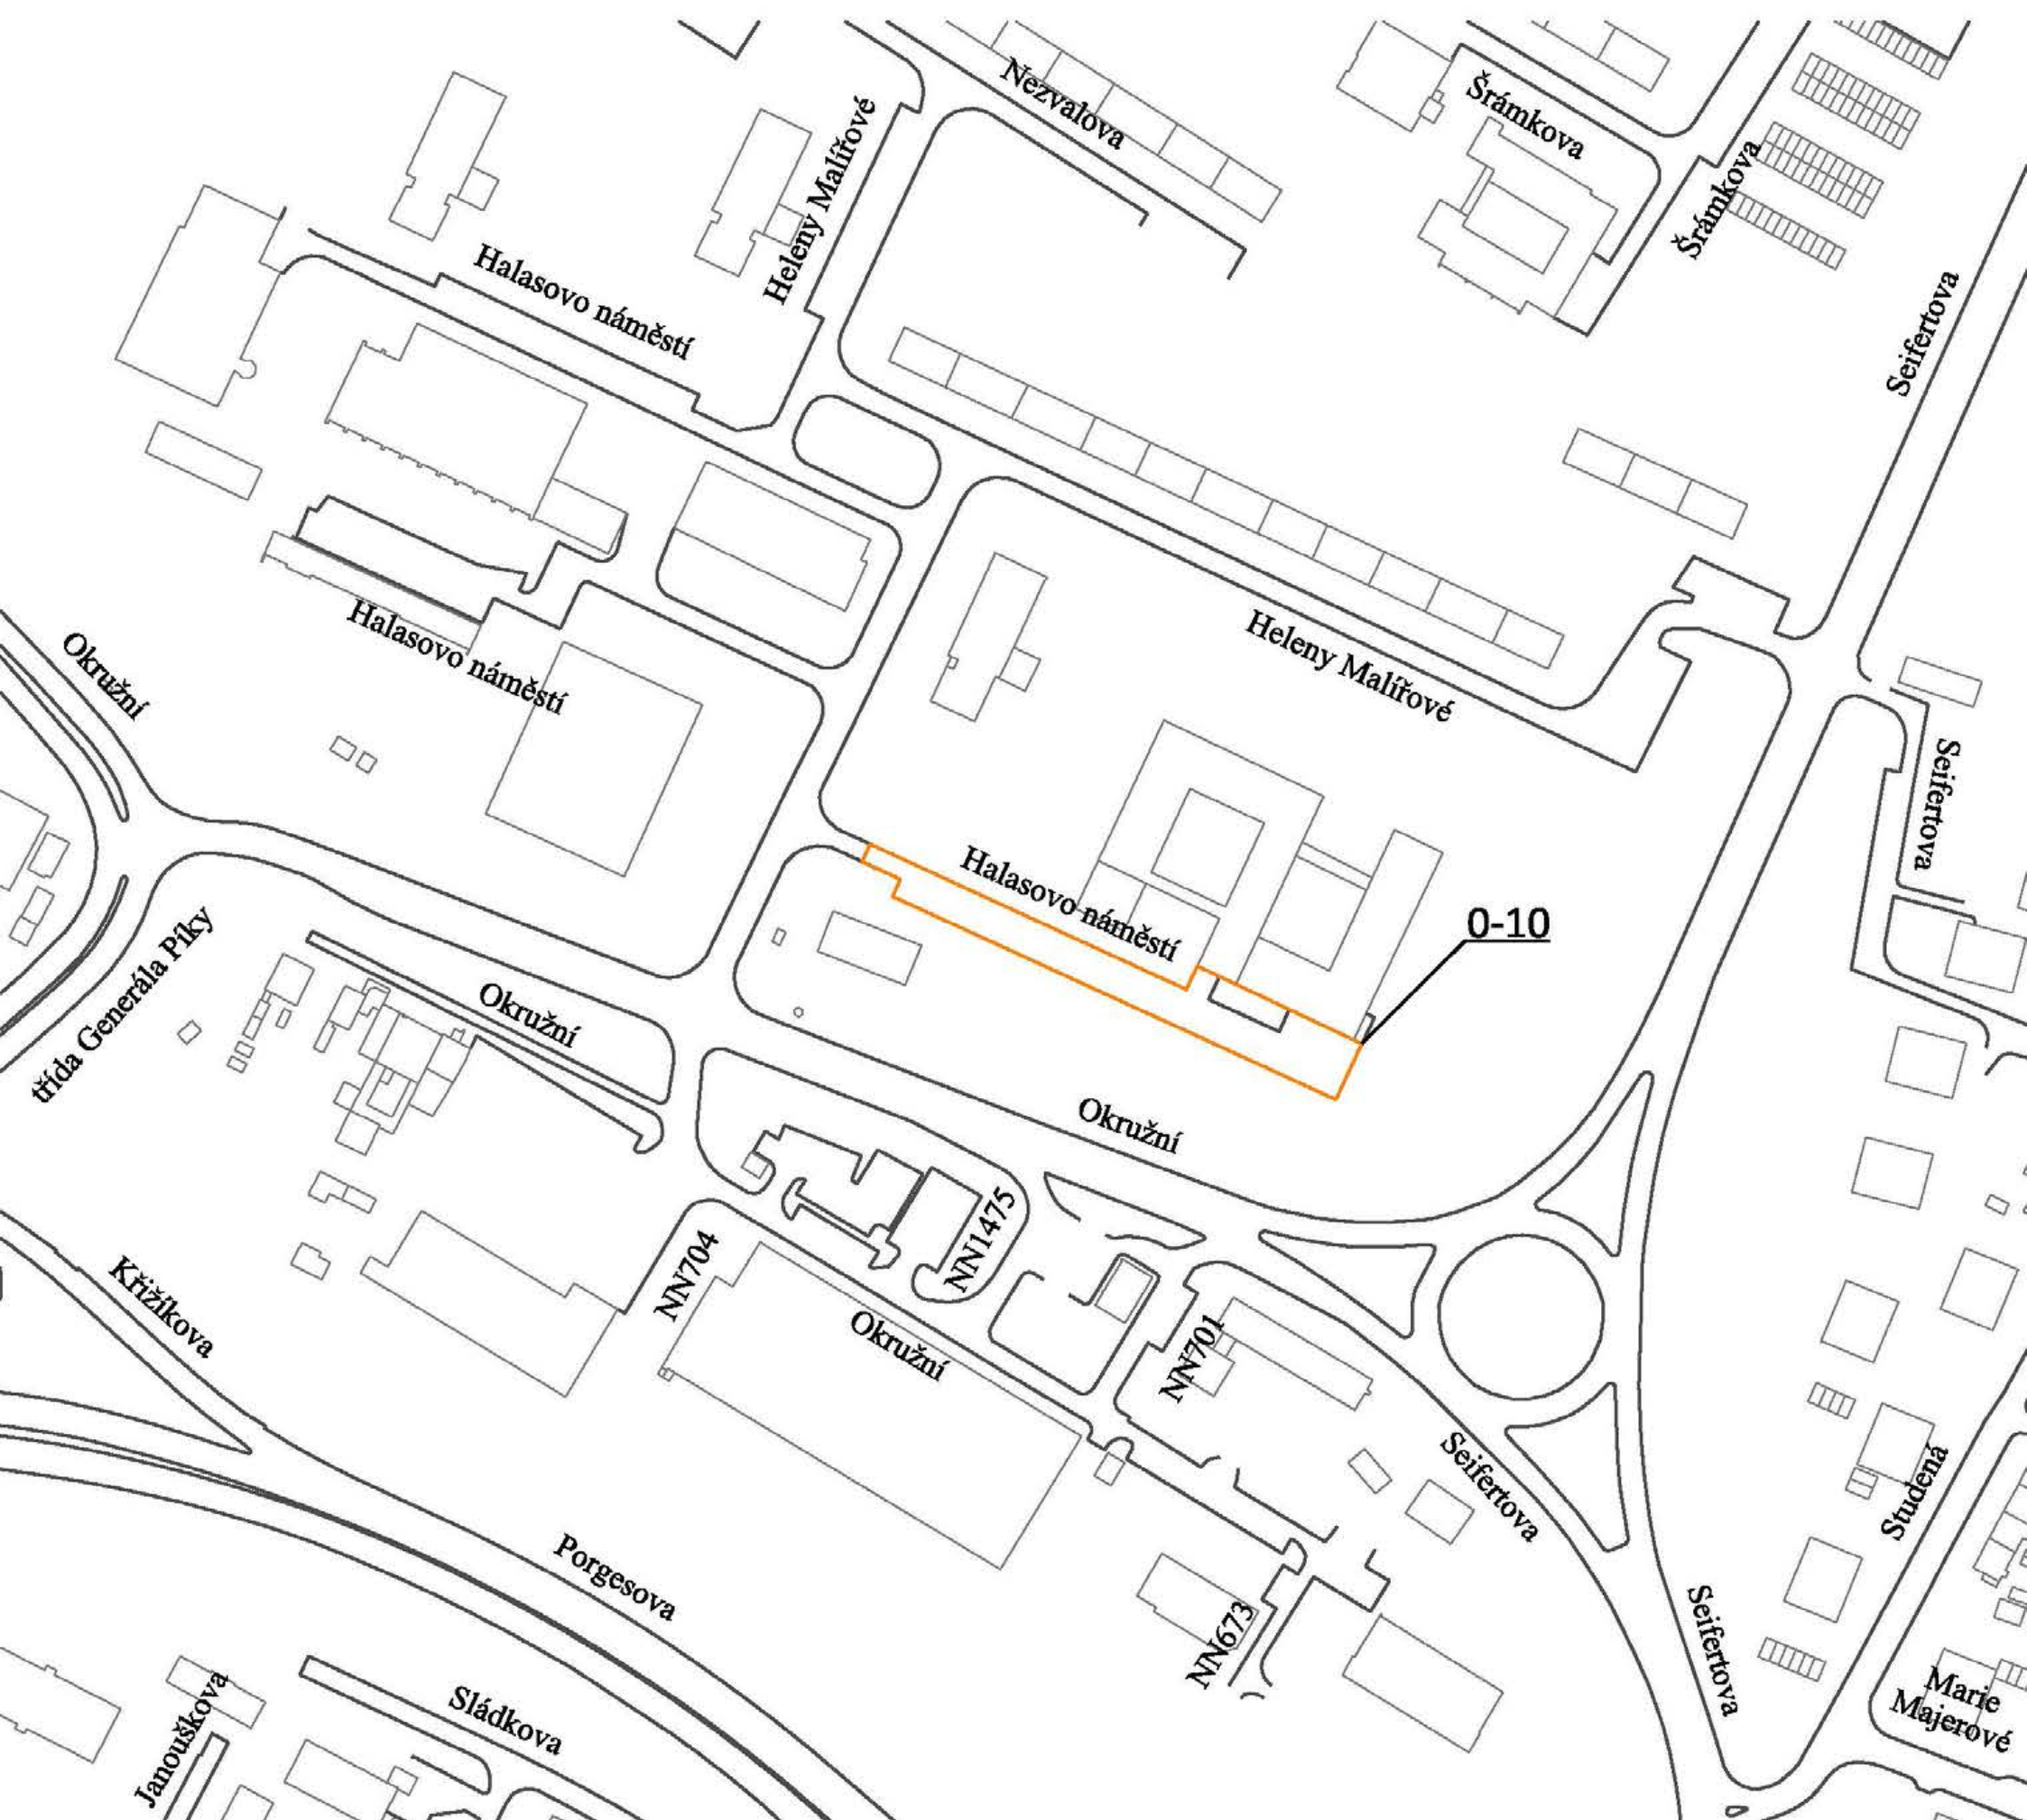 Nezvalova
Šrámkova
Heleny Malířové
Šrámkova
Halasovo náměstí
Seifertova
Halasovo náměstí
Heleny Malířové
Okružní
Seifertova
Halasovo náměstí
0-10
třída Generála Píky
Okružní
Okružní
NN1475
NN704
Křižíkova
Okružní
NN701
Seifertova
Studená
Porgesova
NN673
Seifertova
Marie
Majerové
Janouškova
Sládkova